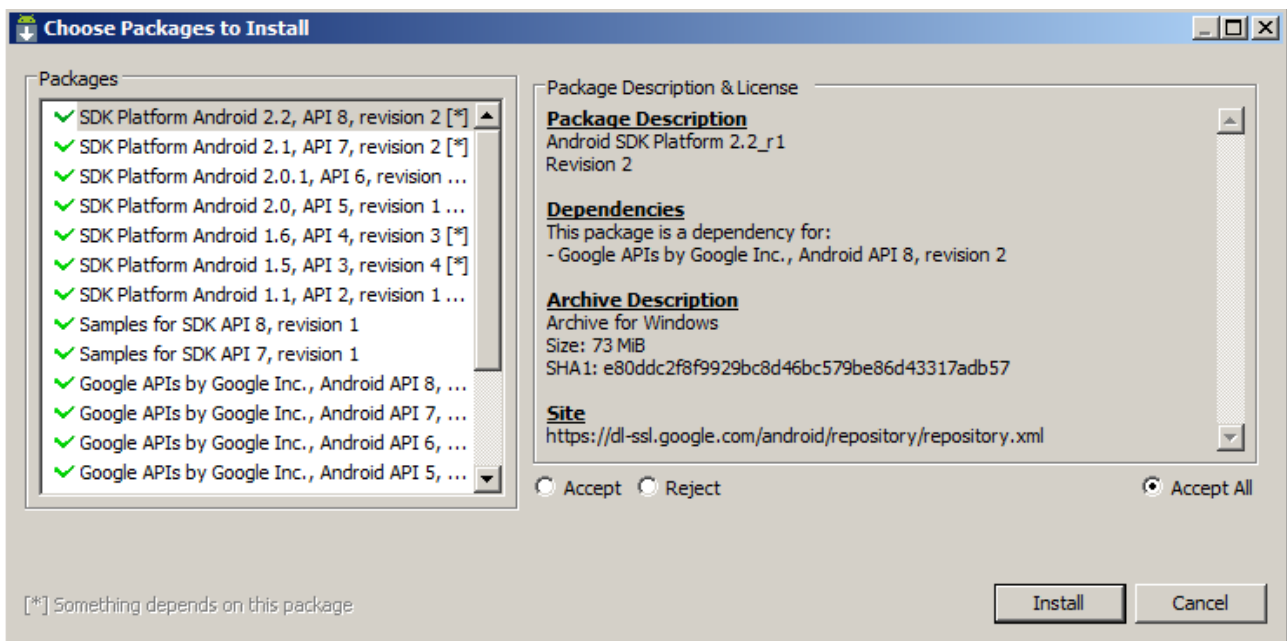 Choose Packages to Install
Packages
SDK Platform Android 2.2, API 8, revision 2 [*]
SDK Platform Android 2.1, API 7, revision 2 [*]
SDK Platform Android 2.0.1, API 6, revision ...
SDK Platform Android 2.0, API 5, revision 1 ...
SDK Platform Android 1.6, API 4, revision 3 [*]
SDK Platform Android 1.5, API 3, revision 4 [*]
SDK Platform Android 1.1, API 2, revision 1 ...
Samples for SDK API 8, revision 1
Samples for SDK API 7, revision 1
Google APIs by Google Inc., Android API 8, ...
Google APIs by Google Inc., Android API 7, ...
Google APIs by Google Inc., Android API 6, ...
Google APIs by Google Inc., Android API 5, ...
Package Description & License
Package Description
Android SDK Platform 2.2_r1
Revision 2
Dependencies
This package is a dependency for:
- Google APIs by Google Inc., Android API 8, revision 2
Archive Description
Archive for Windows
Size: 73 MiB
SHA1: e80ddc2f8f9929bc8d46bc579be86d43317adb57
Site
https://dl-ssl.google.com/android/repository/repository.xml
Accept Reject Accept All
[*] Something depends on this package
Install Cancel